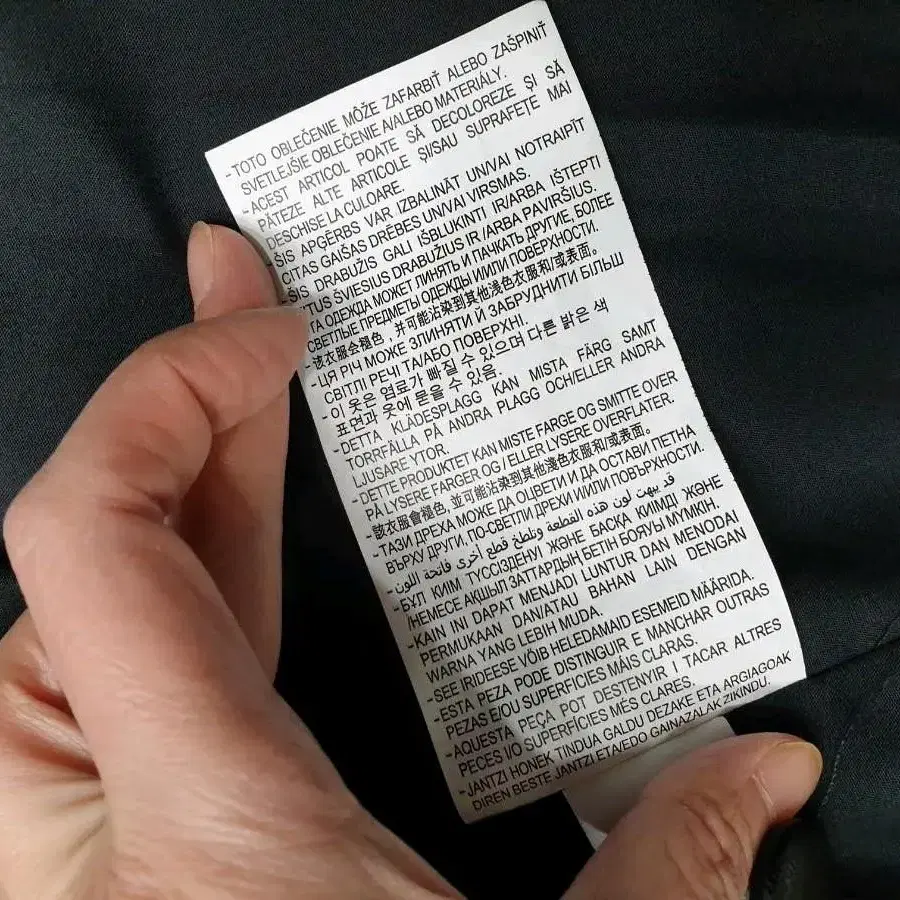 -TOTO OBLEČENIE MÔŽE ZAFARBIŤ ALEBO ZAŠPINIŤ
SVETLEJŠIE OBLEČENIE A/ALEBO MATERIÁLY.
-ACEST ARTICOL POATE SĂ DECOLOREZE ȘI SĂ
PĂTEZE ALTE ARTICOLE ȘI/SAU SUPRAFEȚE MAI
DESCHISE LA CULOARE.
-ŠIS APĢĒRBS VAR IZBALINĀT UN/VAI NOTRAIPĪT
CITAS GAIŠAS DRĒBES UN/VAI VIRSMAS.
-ŠIS DRABUŽIS GALI IŠBLUKINTI IR/ARBA IŠTEPTI
KITUS ŠVIESIUS DRABUŽIUS IR /ARBA PAVIRŠIUS.
ТА ОДЕЖДА МОЖЕТ ЛИНЯТЬ И ПАЧКАТЬ ДРУГИЕ, БОЛЕЕ
СВЕТЛЫЕ ПРЕДМЕТЫ ОДЕЖДЫ И/ИЛИ ПОВЕРХНОСТИ.
-该衣服会褪色，并可能沾染到其他浅色衣服和/或表面。
-ЦЯ РІЧ МОЖЕ ЗЛИНЯТИ Й ЗАБРУДНИТИ БІЛЬШ
СВІТЛІ РЕЧІ ТА/АБО ПОВЕРХНІ.
-이 옷은 염료가 빠질 수 있으며 다른 밝은 색
표면과 옷에 묻을 수 있음.
-DETTA KLÄDESPLAGG KAN MISTA FÄRG SAMT
TORRFÄLLA PÅ ANDRA PLAGG OCH/ELLER ANDRA
LJUSARE YTOR.
-DETTE PRODUKTET KAN MISTE FARGE OG SMITTE OVER
PÅ LYSERE FARGER OG / ELLER LYSERE OVERFLATER.
-該衣服會褪色，並可能沾染到其他淺色衣服和/或表面。
-ТАЗИ ДРЕХА МОЖЕ ДА ОЦВЕТИ И ДА ОСТАВИ ПЕТНА
ВЪРХУ ДРУГИ, ПО-СВЕТЛИ ДРЕХИ И/ИЛИ ПОВЪРХНОСТИ.
-قد يبهت لون هذه القطعة وتلطخ قطع أخرى فاتحة اللون
-БҰЛ КИИМ ТҮССІЗДЕНУІ ЖӘНЕ БАСҚА КИІМДІ ЖӘНЕ
/НЕМЕСЕ АҚШЫЛ ЗАТТАРДЫҢ БЕТІН БОЯУЫ МҮМКІН.
-KAIN INI DAPAT MENJADI LUNTUR DAN MENODAI
PERMUKAAN DAN/ATAU BAHAN LAIN DENGAN
WARNA YANG LEBIH MUDA.
-SEE RIIDEESE VÕIB HELEDAMAID ESEMEID MÄÄRIDA.
-ESTA PEZA PODE DISTINGUIR E MANCHAR OUTRAS
PEZAS E/OU SUPERFICIES MÁIS CLARAS.
-AQUESTA PEÇA POT DESTENYIR I TACAR ALTRES
PECES I/O SUPERFÍCIES MÉS CLARES.
-JANTZI HONEK TINDUA GALDU DEZAKE ETA ARGIAGOAK
DIREN BESTE JANTZI ETA/EDO GAINAZALAK ZIKINDU.